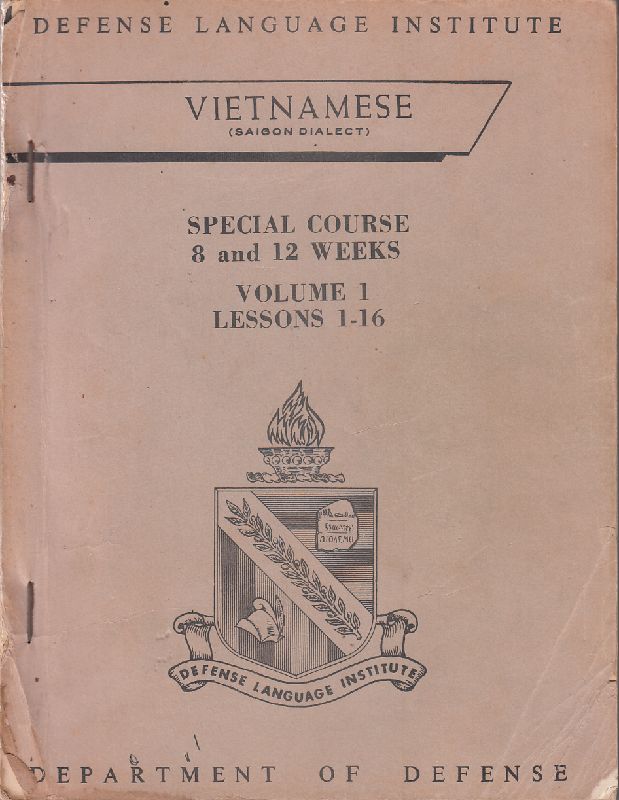 DEFENSE LANGUAGE INSTITUTE
VIETNAMESE
(SAIGON DIALECT)
SPECIAL COURSE
8 and 12 WEEKS
VOLUME 1
LESSONS 1-16
DEFENSE LANGUAGE INSTITUTE
DEPARTMENT OF DEFENSE